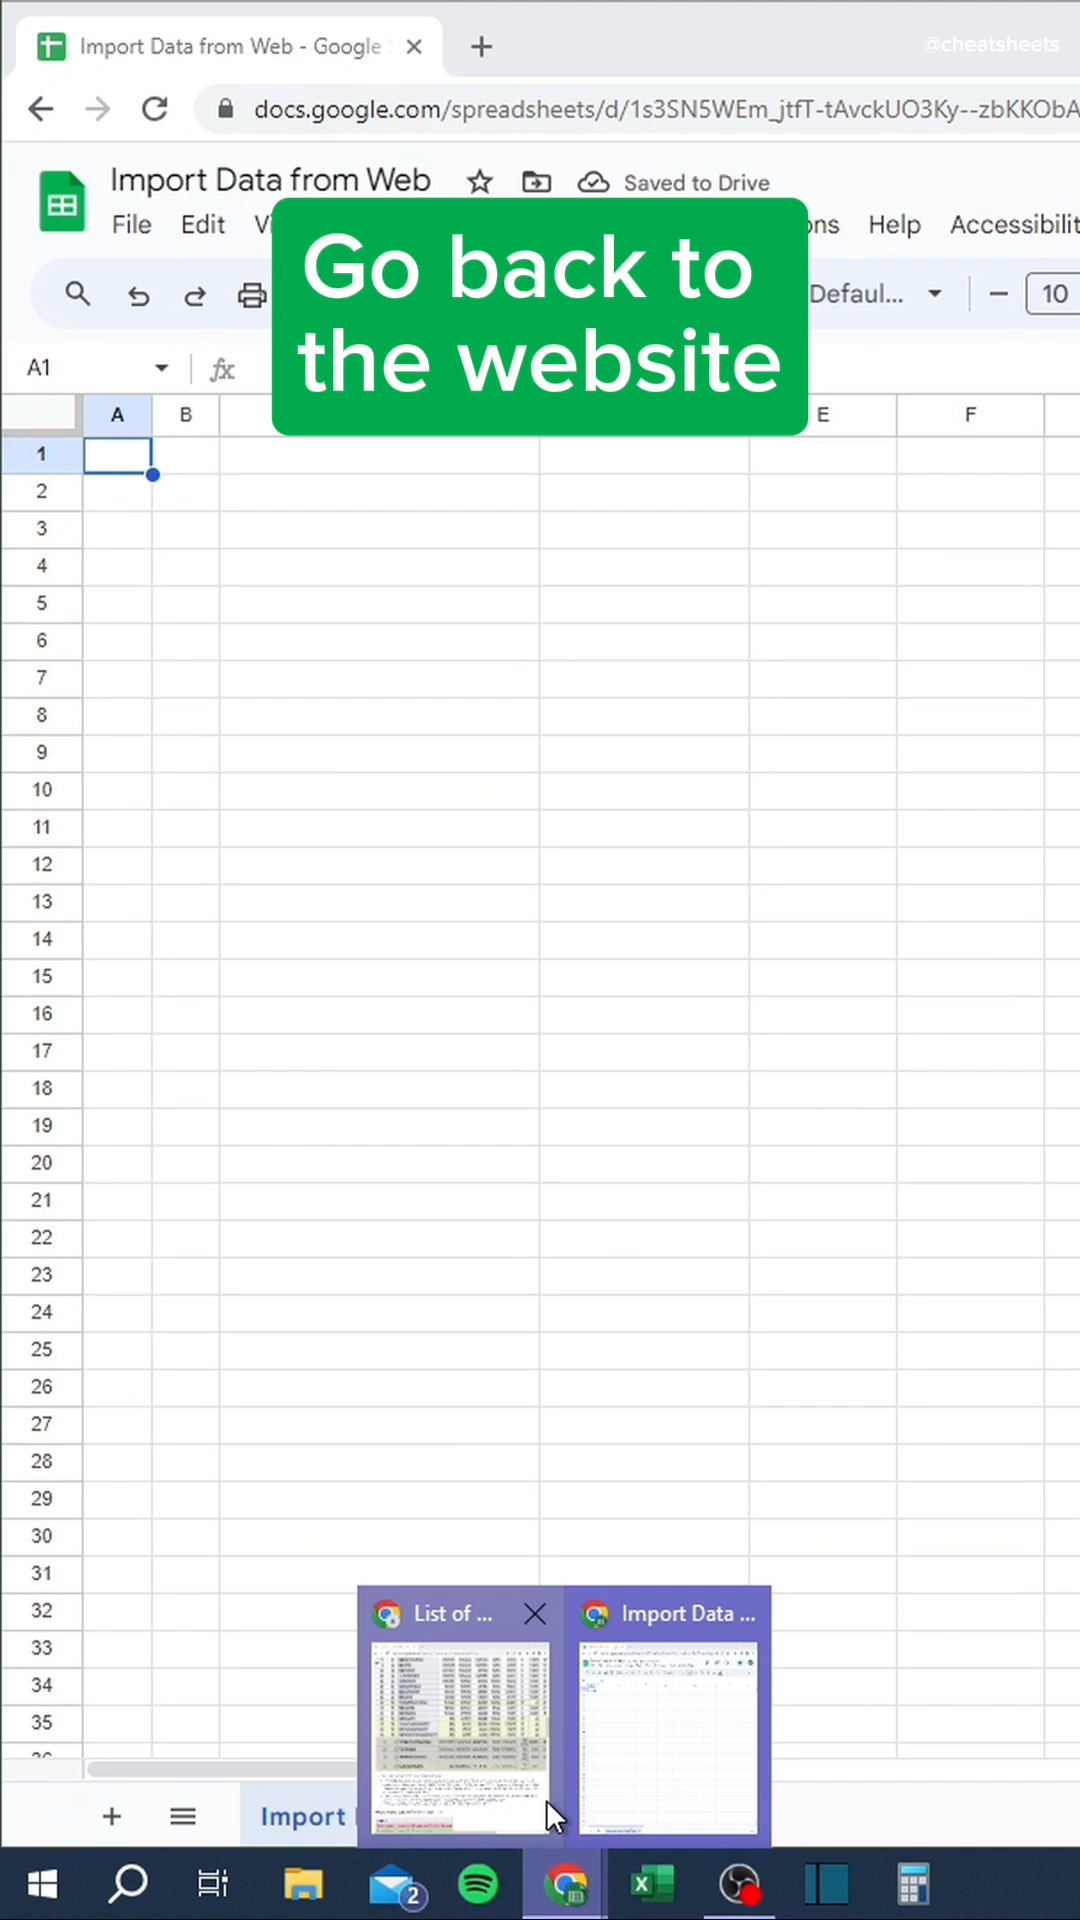 Import Data from Web - Google
@cheatsheets
docs.google.com/spreadsheets/d/1s3SN5WEm_jtfT-tAvckUO3Ky--zbKKObA
Import Data from Web
Saved to Drive
File Edit Vi ons Help Accessibilit
Go back to
the website
Defaul... 10
A1 fx
A B E F
1
2
3
4
5
6
7
8
9
10
11
12
13
14
15
16
17
18
19
20
21
22
23
24
25
26
27
28
29
30
31
32
33
34
35
List of ... Import Data ...
Import
2